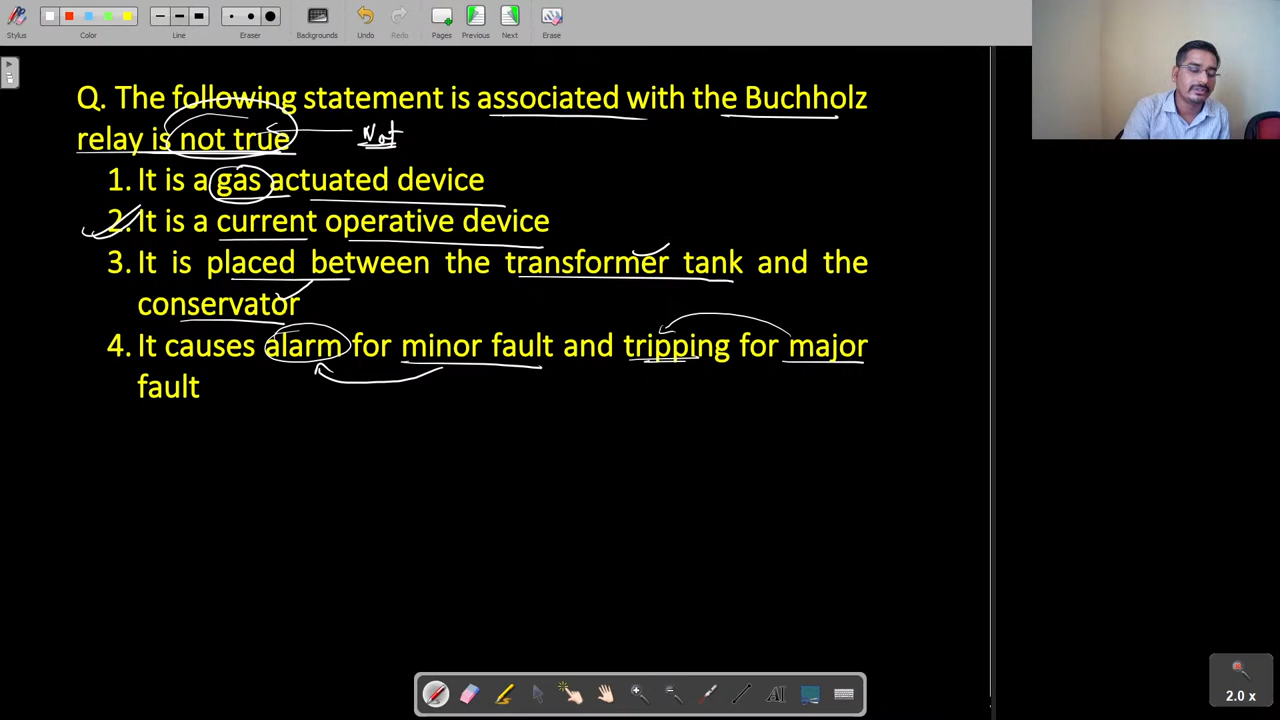 Stylus
Color
Line
Eraser
Backgrounds
Undo
Redo
Pages
Previous
Next
Erase
Q. The following statement is associated with the Buchholz
relay is not true
Not
1. It is a gas actuated device
2. It is a current operative device
3. It is placed between the transformer tank and the
conservator
4. It causes alarm for minor fault and tripping for major
fault
2.0 x